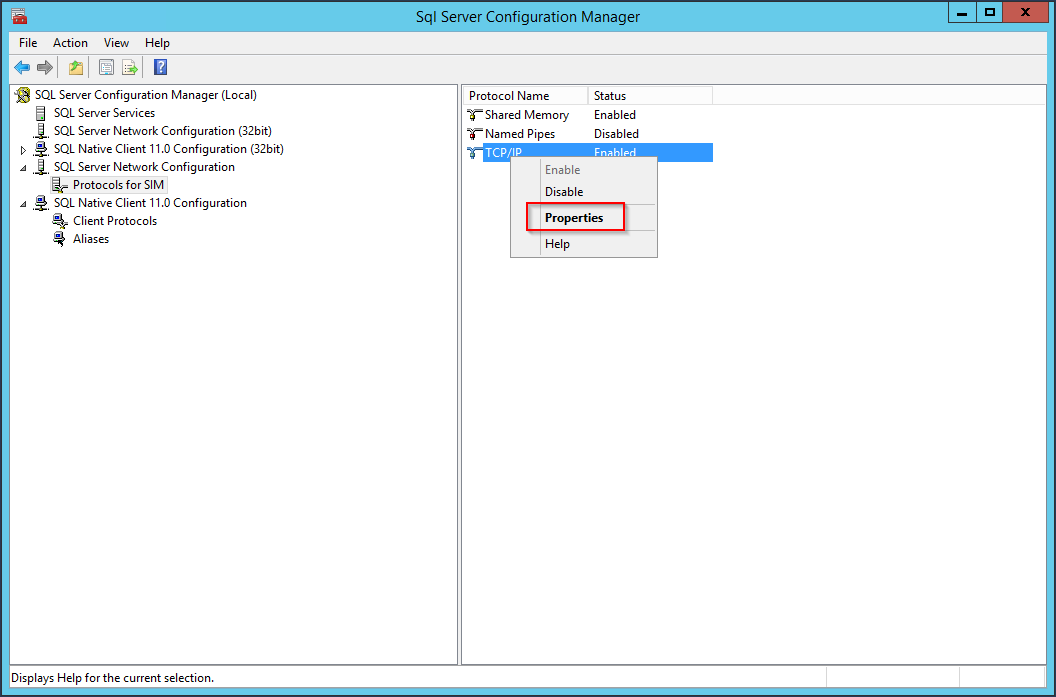 Sql Server Configuration Manager
File Action View Help
SQL Server Configuration Manager (Local)
SQL Server Services
SQL Server Network Configuration (32bit)
SQL Native Client 11.0 Configuration (32bit)
SQL Server Network Configuration
Protocols for SIM
SQL Native Client 11.0 Configuration
Client Protocols
Aliases
Protocol Name Status
Shared Memory Enabled
Named Pipes Disabled
TCP/IP Enabled
Enable
Disable
Properties
Help
Displays Help for the current selection.